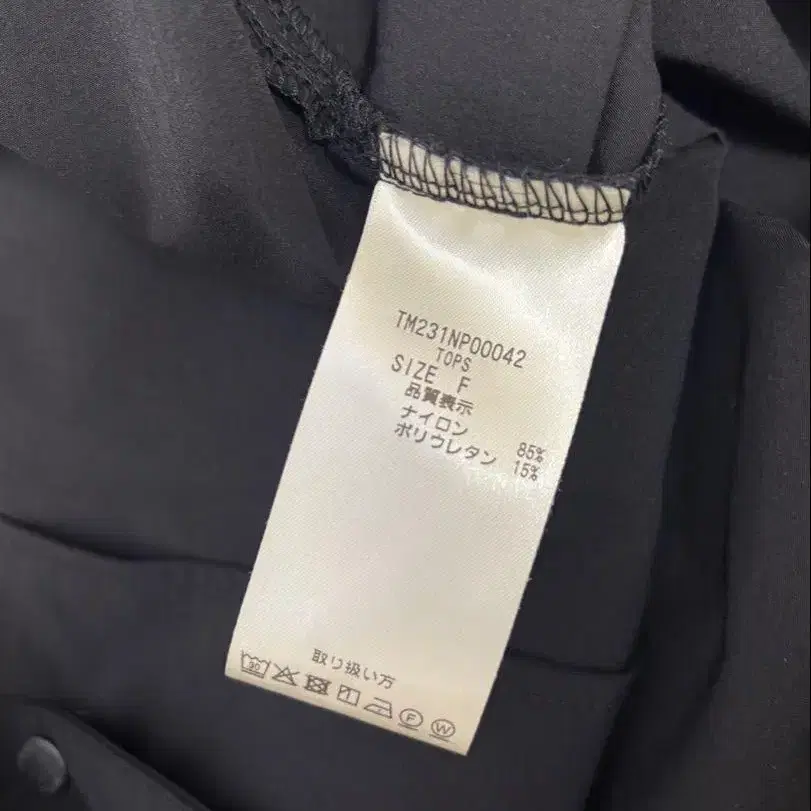 TM231NP00042
TOPS
SIZE F
品質表示
ナイロン 85%
ポリウレタン 15%
取り扱い方
30
F W